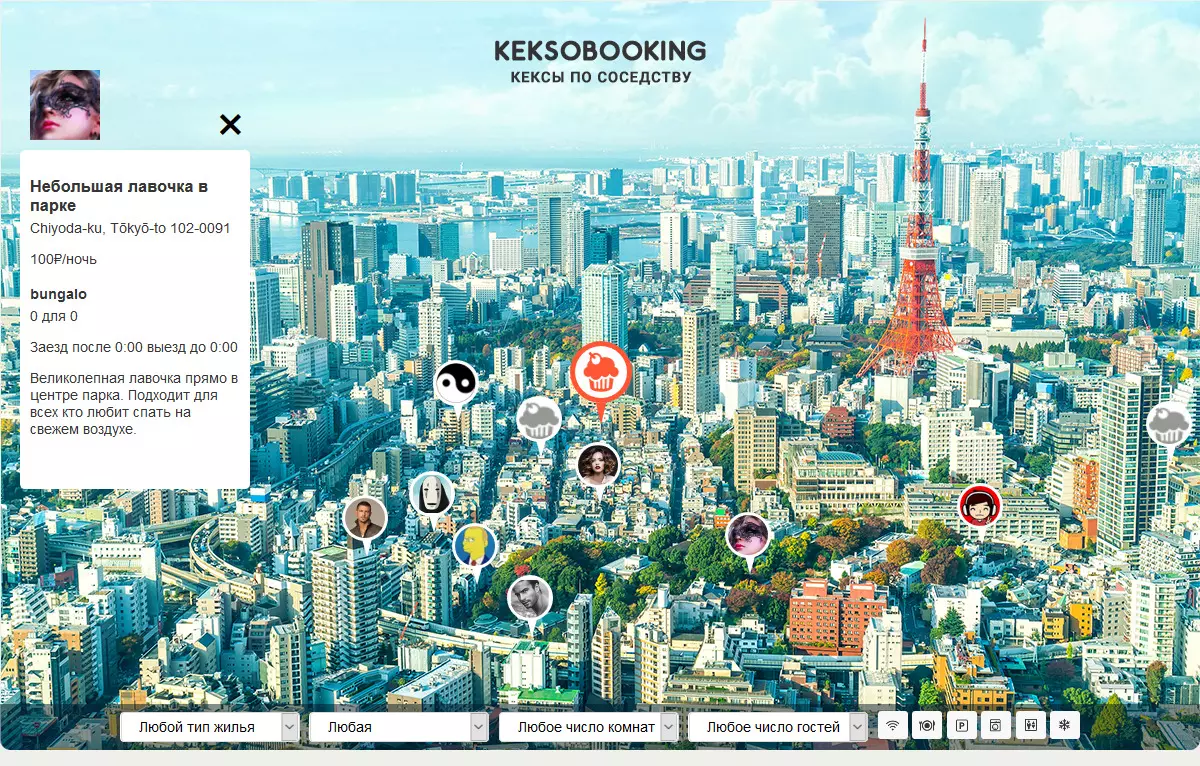 KEKSOBOOKING
КЕКСЫ ПО СОСЕДСТВУ
Небольшая лавочка в
парке
Chiyoda-ku, Tōkyō-to 102-0091
100₽/ночь
bungalo
0 для 0
Заезд после 0:00 выезд до 0:00
Великолепная лавочка прямо в
центре парка. Подходит для
всех кто любит спать на
свежем воздухе.
Любой тип жилья
Любая
Любое число комнат
Любое число гостей
P